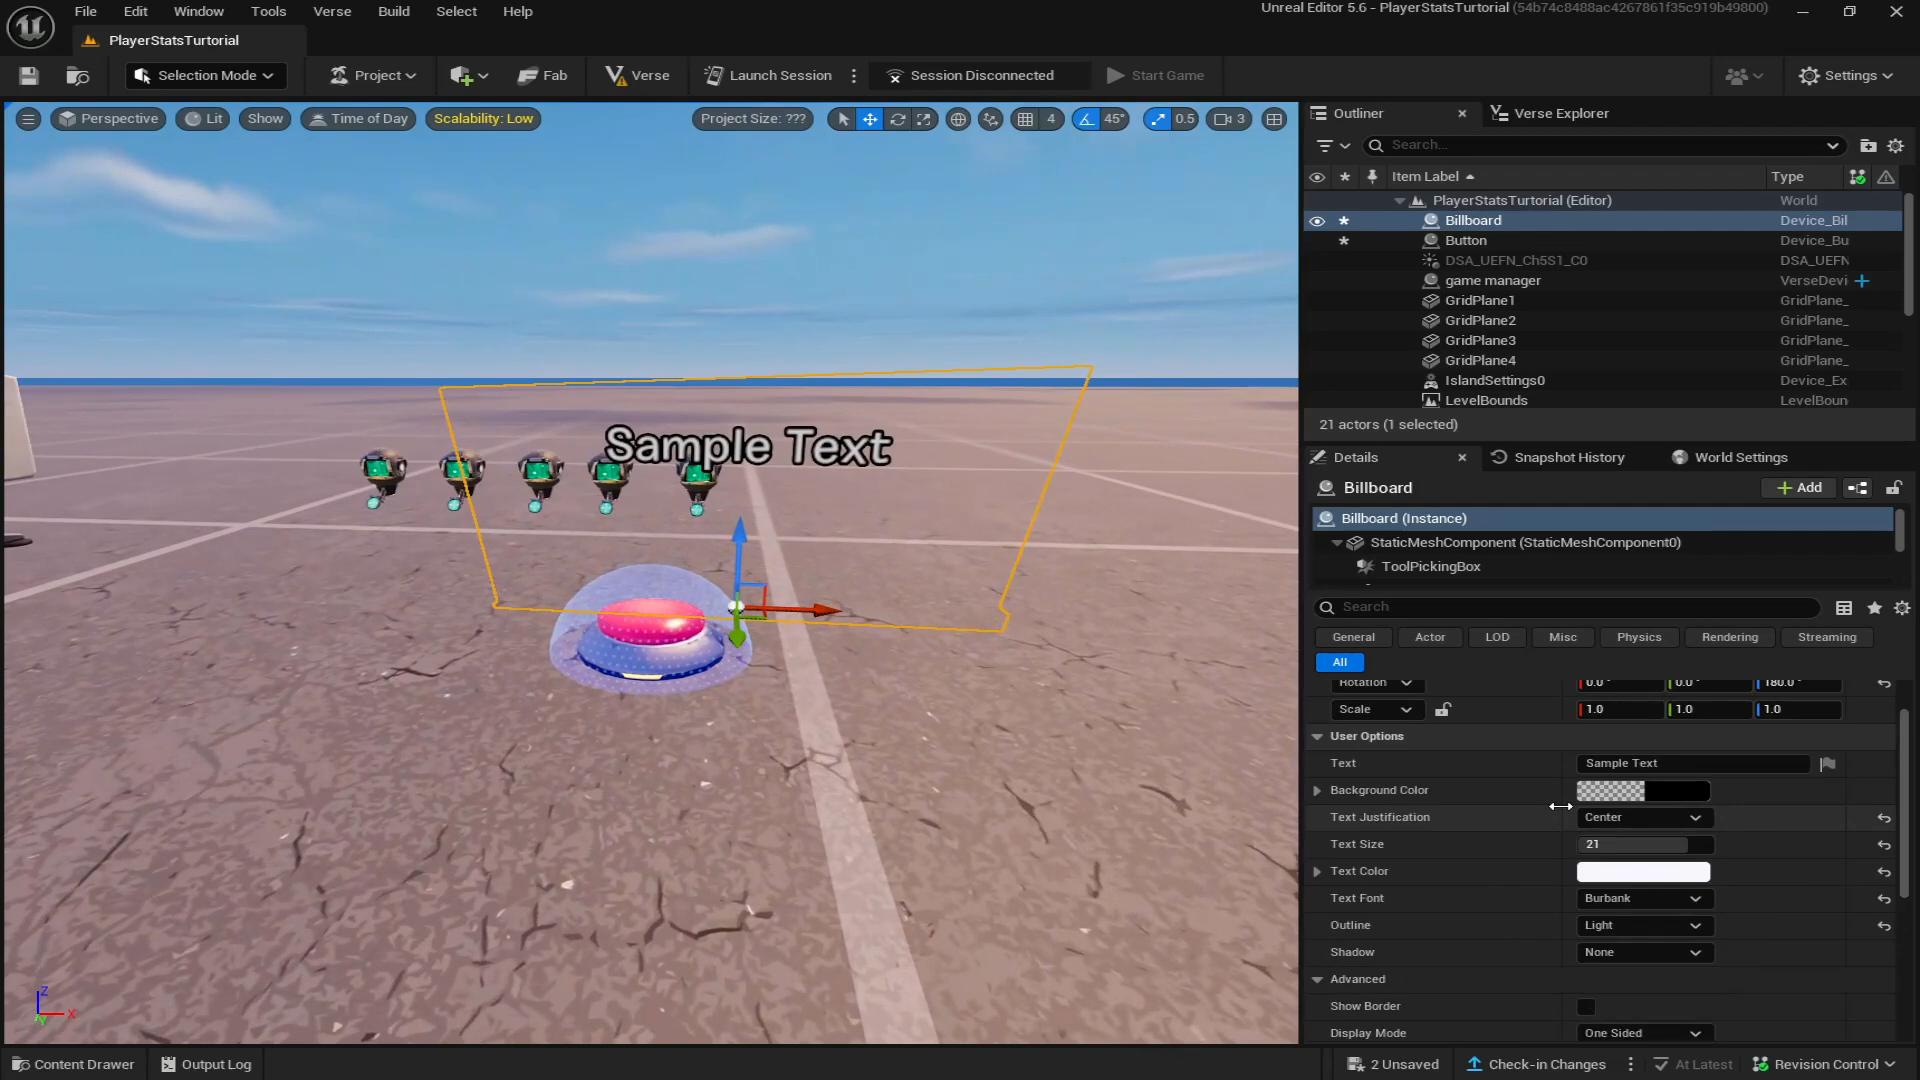 File Edit Window Tools Verse Build Select Help
Unreal Editor 5.6 - PlayerStatsTurtorial (54b74c8488ac4267861f35c919b49800)
PlayerStatsTurtorial
Selection Mode Project Fab Verse Launch Session Session Disconnected Start Game Settings
Perspective Lit Show Time of Day Scalability: Low Project Size: ??? 4 45° 0.5 3
Sample Text
Z
X
Y
Outliner Verse Explorer
Search...
Item Label Type
PlayerStatsTurtorial (Editor) World
Billboard Device_Bil
Button Device_Bu
DSA_UEFN_Ch5S1_C0 DSA_UEFN
game manager VerseDevi
GridPlane1 GridPlane_
GridPlane2 GridPlane_
GridPlane3 GridPlane_
GridPlane4 GridPlane_
IslandSettings0 Device_Ex
LevelBounds LevelBoun
21 actors (1 selected)
Details Snapshot History World Settings
Billboard Add
Billboard (Instance)
StaticMeshComponent (StaticMeshComponent0)
ToolPickingBox
Search
General Actor LOD Misc Physics Rendering Streaming
All
Rotation 0.0 ° 0.0 ° 180.0 °
Scale 1.0 1.0 1.0
User Options
Text Sample Text
Background Color
Text Justification Center
Text Size 21
Text Color
Text Font Burbank
Outline Light
Shadow None
Advanced
Show Border
Display Mode One Sided
Content Drawer Output Log 2 Unsaved Check-in Changes At Latest Revision Control